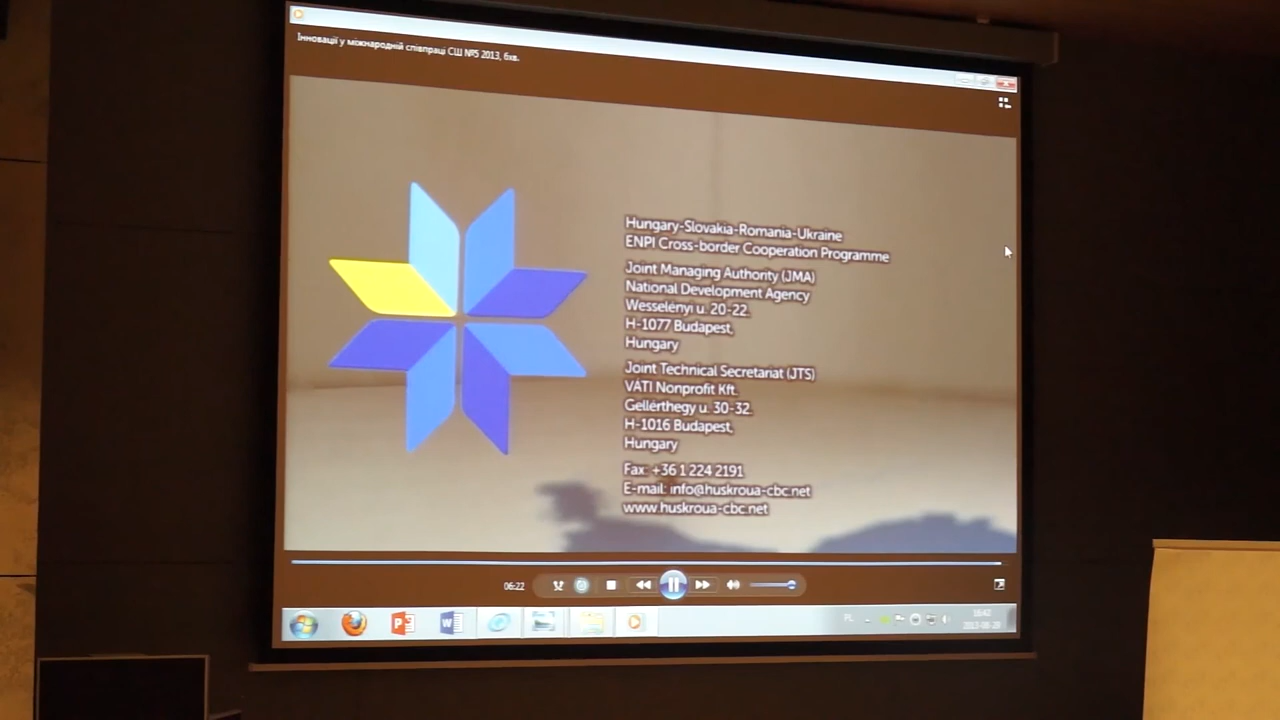 Інновації у міжнародній співпраці СШ №5 2013, 6хв.
Hungary-Slovakia-Romania-Ukraine
ENPI Cross-border Cooperation Programme
Joint Managing Authority (JMA)
National Development Agency
Wesselényi u. 20-22.
H-1077 Budapest,
Hungary
Joint Technical Secretariat (JTS)
VÁTI Nonprofit Kft.
Gellérthegy u. 30-32.
H-1016 Budapest,
Hungary
Fax: +36 1 224 2191
E-mail: info@huskroua-cbc.net
www.huskroua-cbc.net
06:22
PL